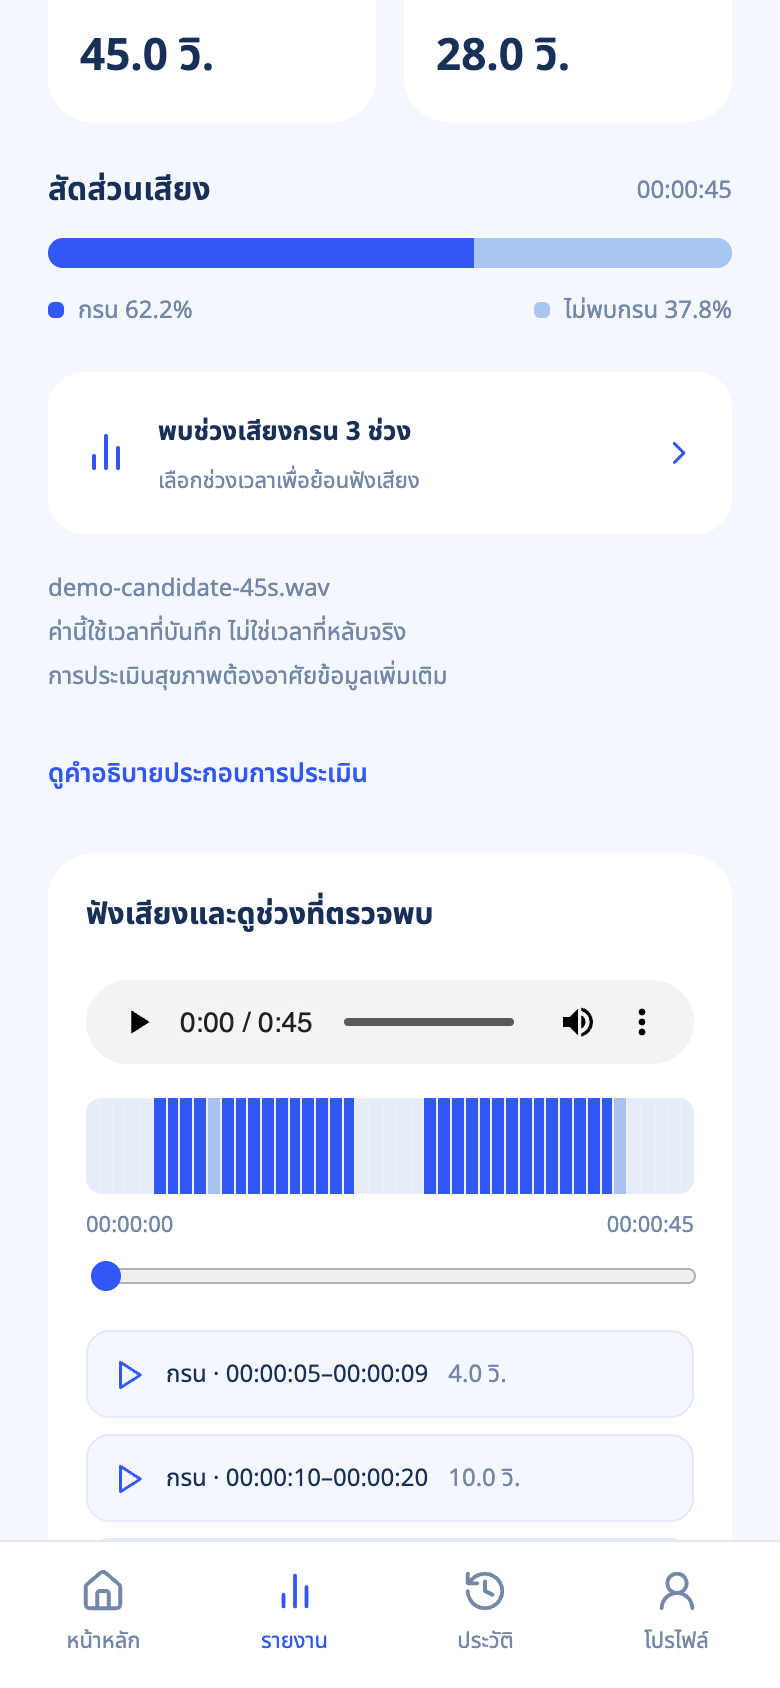 45.0 วิ.
28.0 วิ.
สัดส่วนเสียง
00:00:45
กรน 62.2%
ไม่พบกรน 37.8%
พบช่วงเสียงกรน 3 ช่วง
เลือกช่วงเวลาเพื่อย้อนฟังเสียง
demo-candidate-45s.wav
ค่านี้ใช้เวลาที่บันทึก ไม่ใช่เวลาที่หลับจริง
การประเมินสุขภาพต้องอาศัยข้อมูลเพิ่มเติม
ดูคำอธิบายประกอบการประเมิน
ฟังเสียงและดูช่วงที่ตรวจพบ
0:00 / 0:45
00:00:00
00:00:45
กรน · 00:00:05–00:00:09 4.0 วิ.
กรน · 00:00:10–00:00:20 10.0 วิ.
หน้าหลัก
รายงาน
ประวัติ
โปรไฟล์